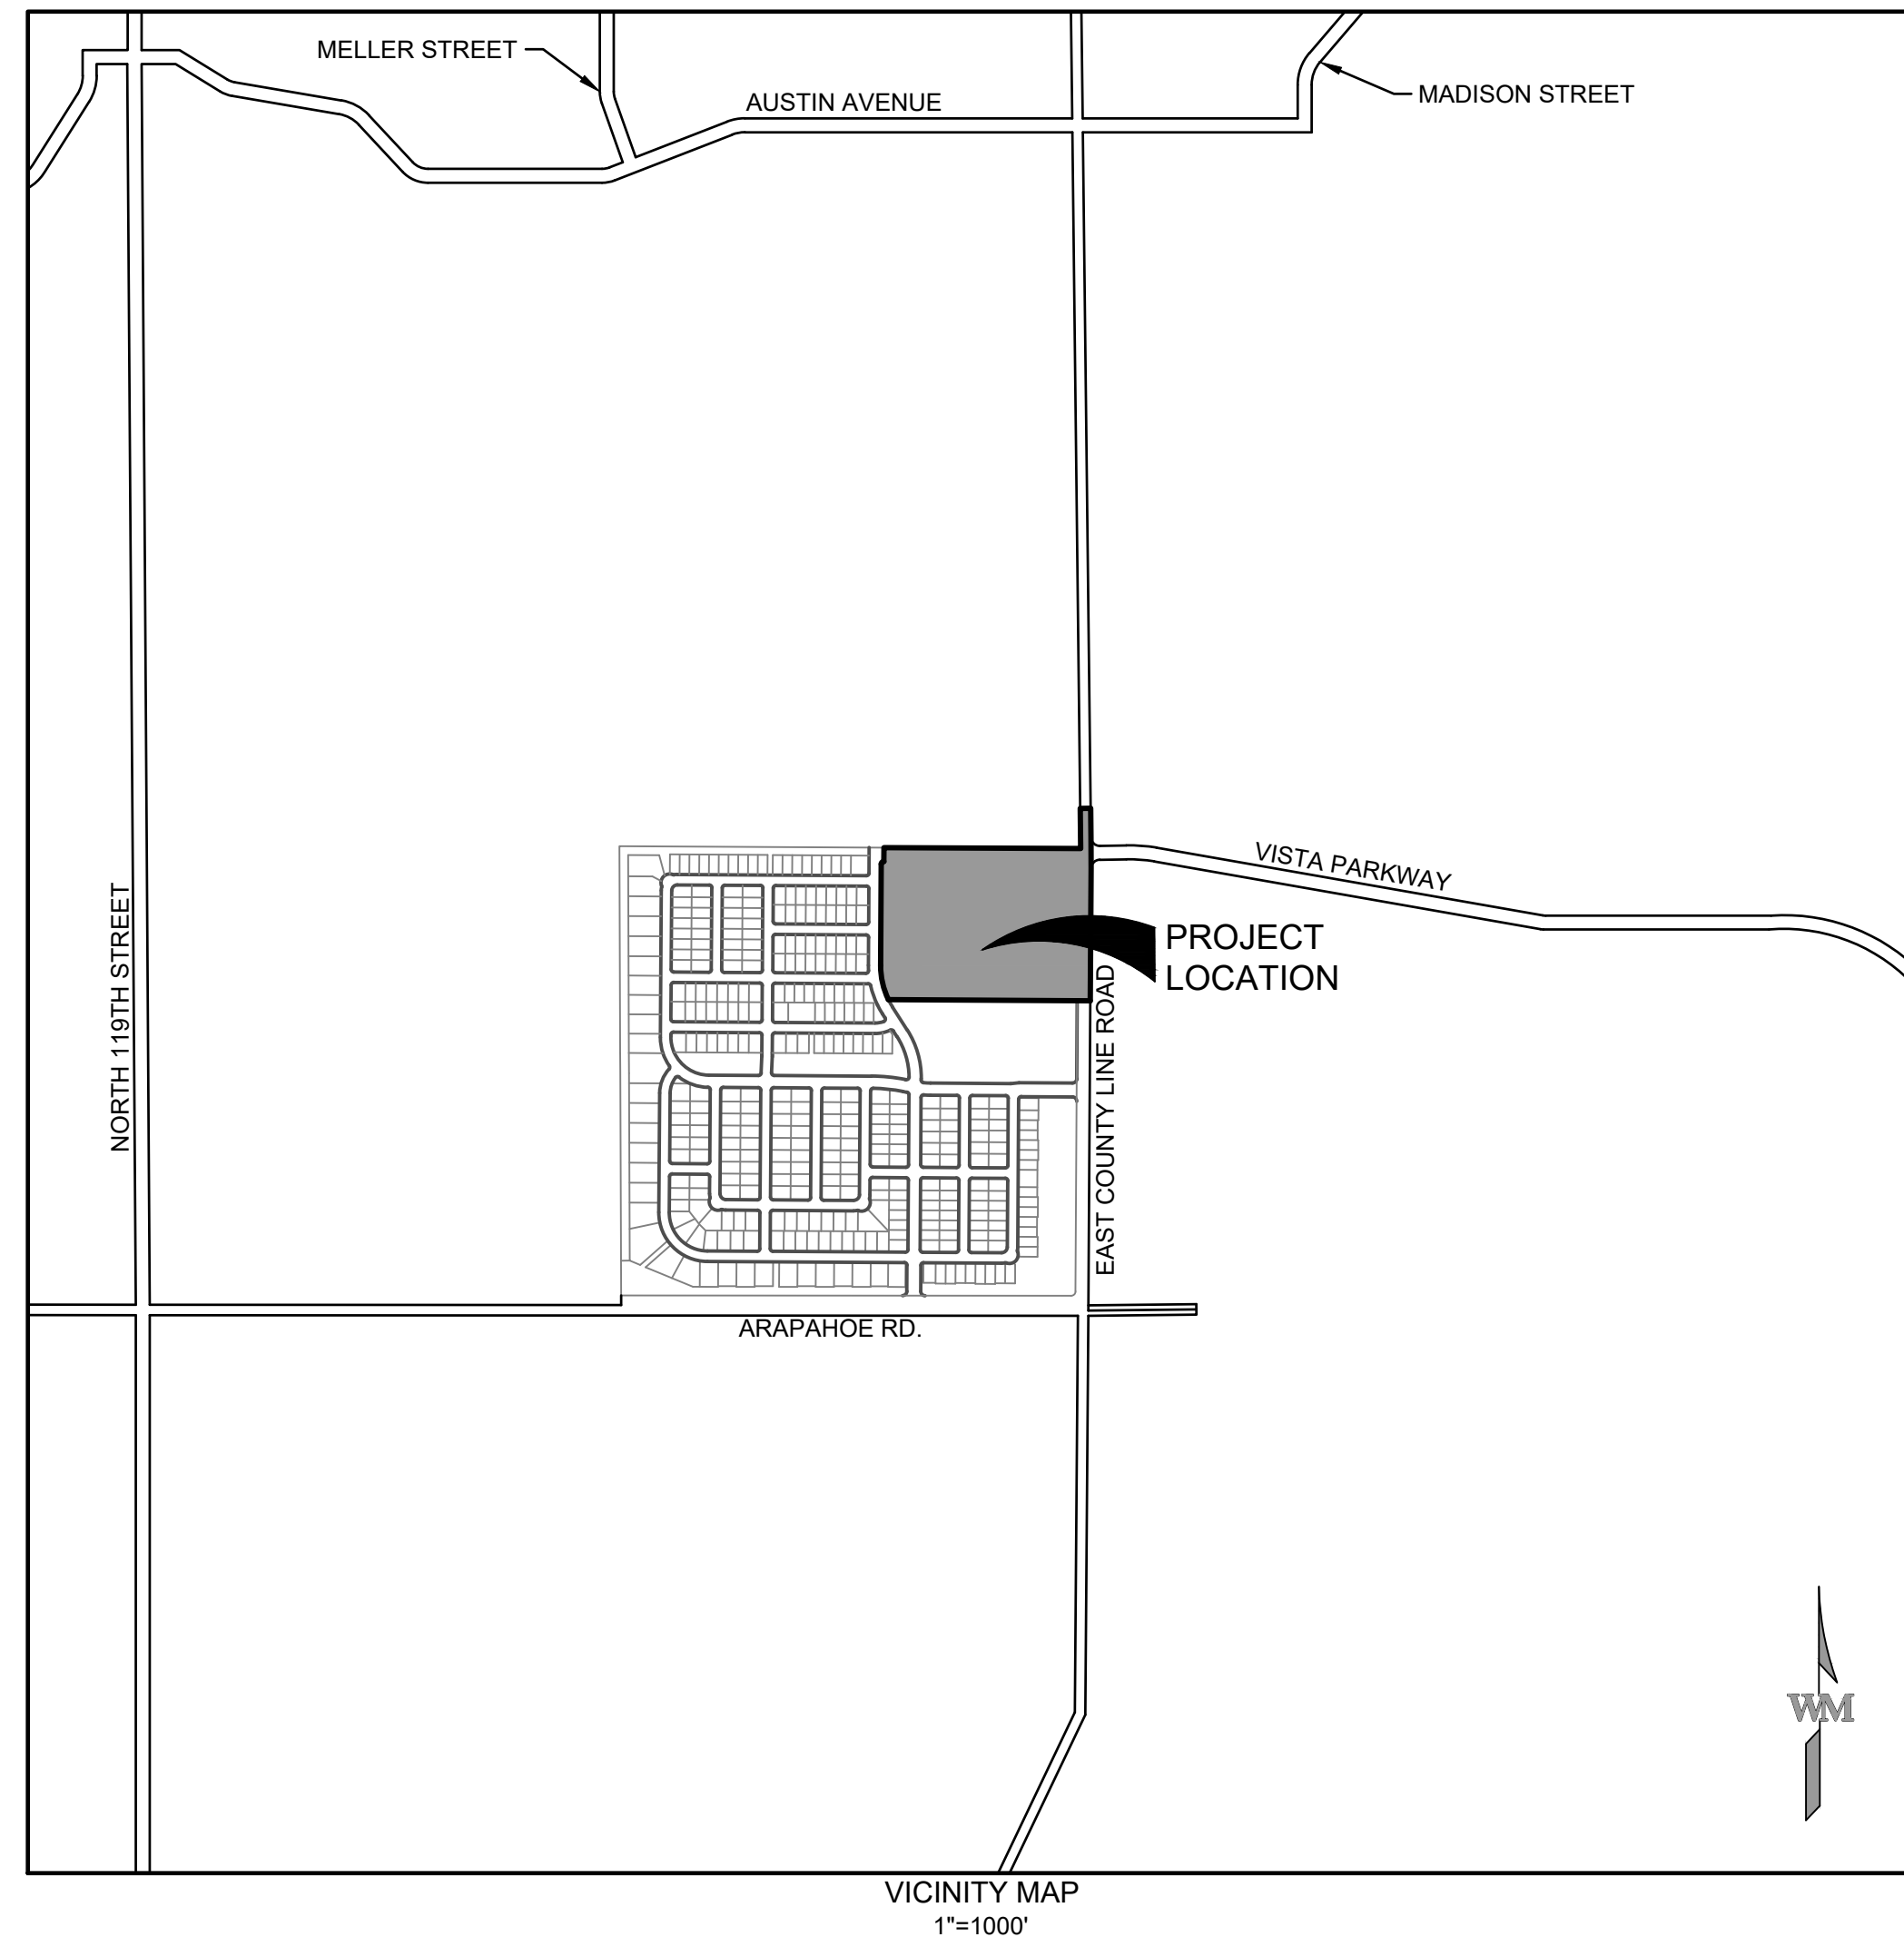 MELLER STREET
MADISON STREET
AUSTIN AVENUE
VISTA PARKWAY
PROJECT
LOCATION
NORTH 119TH STREET
EAST COUNTY LINE ROAD
ARAPAHOE RD.
WM
VICINITY MAP
1"=1000'